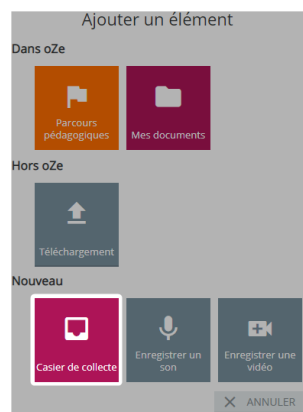 Ajouter un élément
Dans oZe
Parcours
pédagogiques
Mes documents
Hors oZe
Téléchargement
Nouveau
Casier de collecte
Enregistrer un
son
Enregistrer une
vidéo
ANNULER